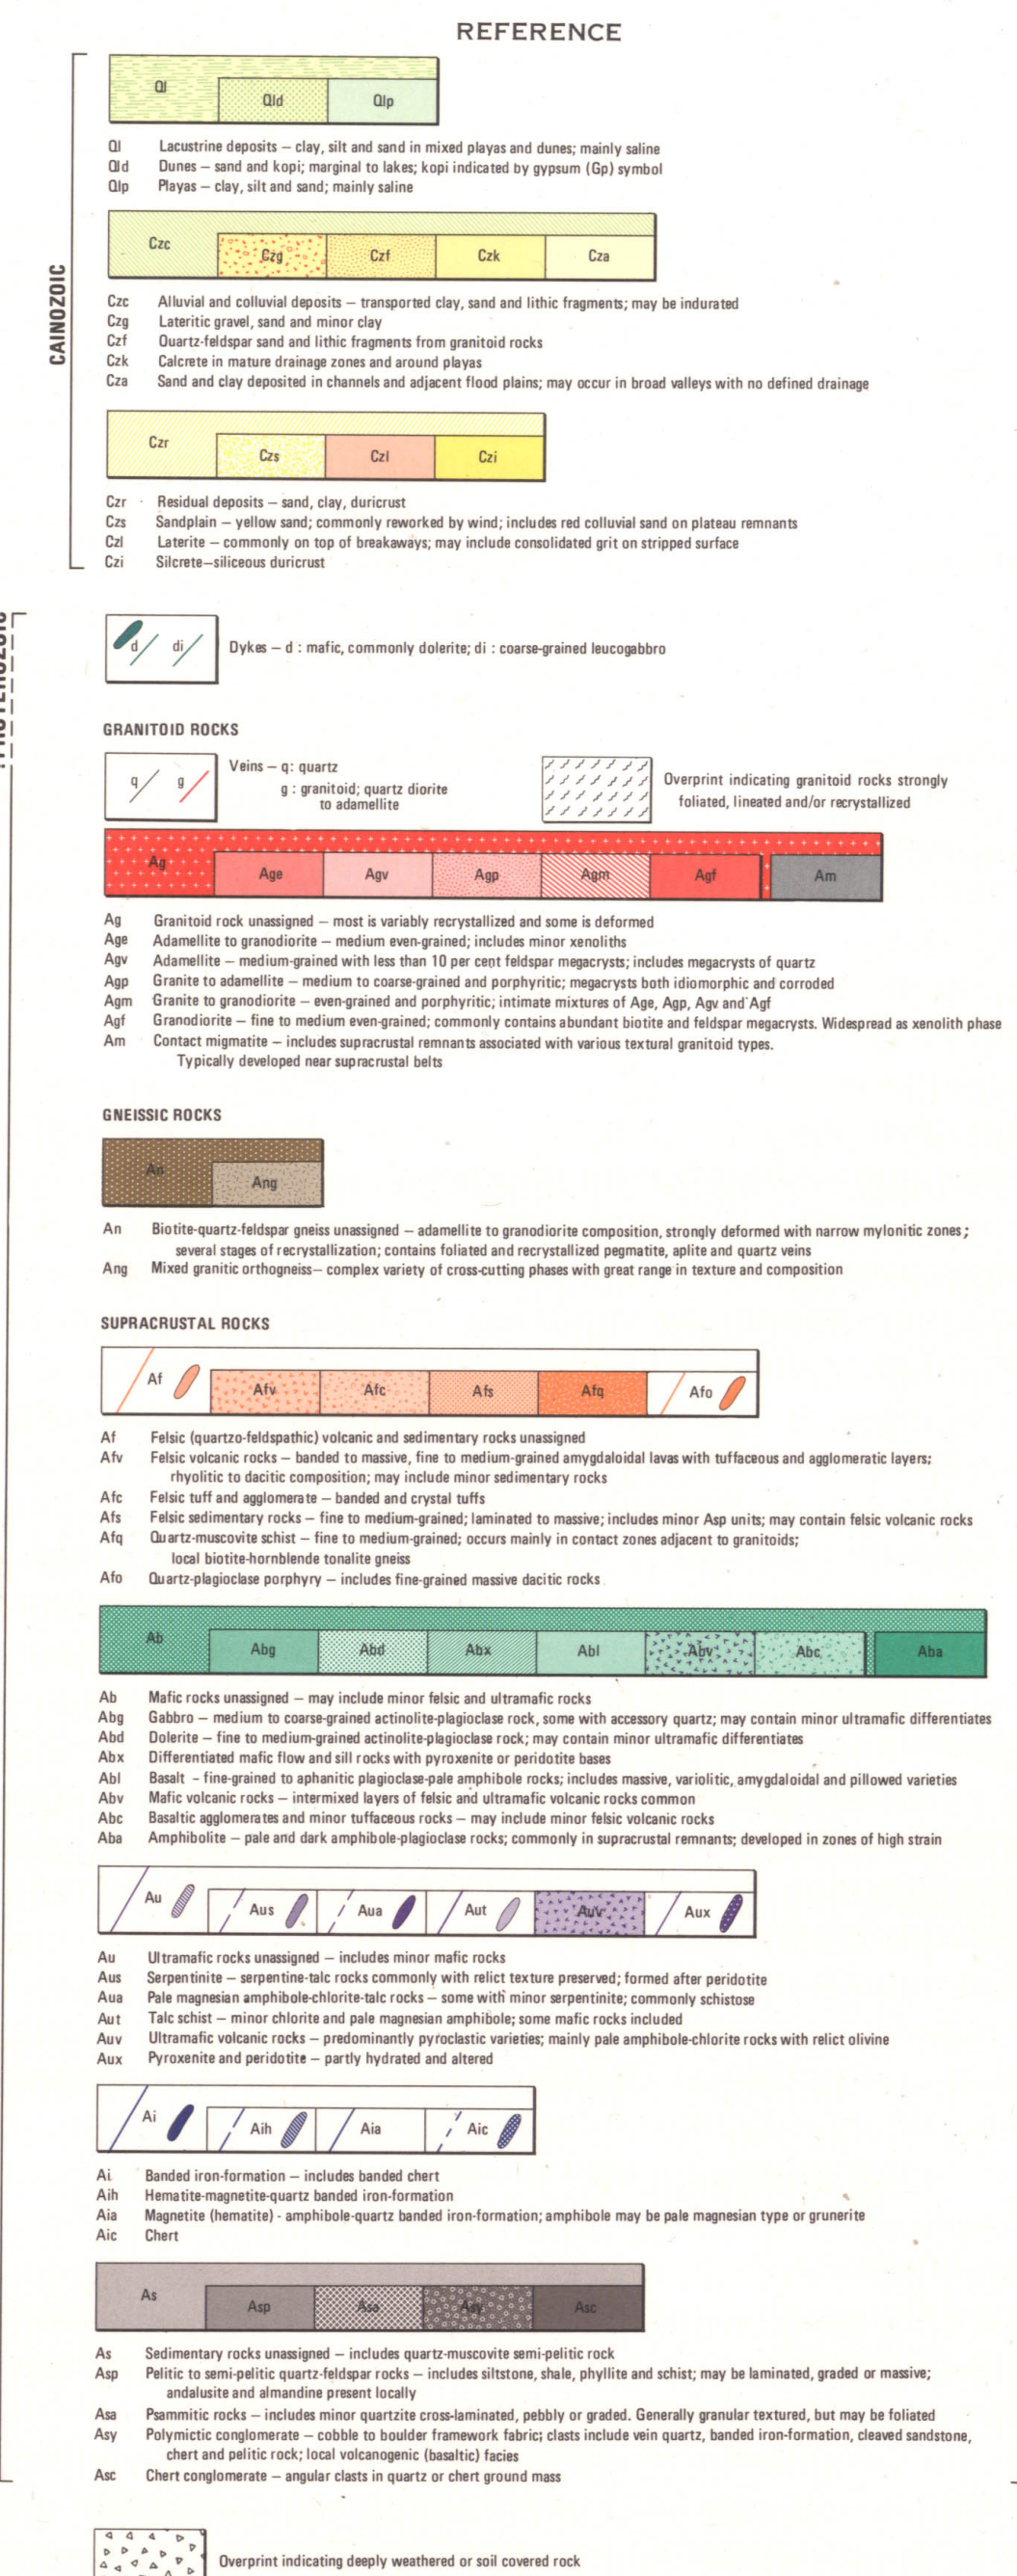 REFERENCE
Ql
Qld
Qlp
Ql Lacustrine deposits – clay, silt and sand in mixed playas and dunes; mainly saline
Qld Dunes – sand and kopi; marginal to lakes; kopi indicated by gypsum (Gp) symbol
Qlp Playas – clay, silt and sand; mainly saline
CAINOZOIC
Czc
Czg
Czf
Czk
Cza
Czc Alluvial and colluvial deposits – transported clay, sand and lithic fragments; may be indurated
Czg Lateritic gravel, sand and minor clay
Czf Quartz-feldspar sand and lithic fragments from granitoid rocks
Czk Calcrete in mature drainage zones and around playas
Cza Sand and clay deposited in channels and adjacent flood plains; may occur in broad valleys with no defined drainage
Czr
Czs
Czl
Czi
Czr Residual deposits – sand, clay, duricrust
Czs Sandplain – yellow sand; commonly reworked by wind; includes red colluvial sand on plateau remnants
Czl Laterite – commonly on top of breakaways; may include consolidated grit on stripped surface
Czi Silcrete–siliceous duricrust
d
di
Dykes – d : mafic, commonly dolerite; di : coarse-grained leucogabbro
GRANITOID ROCKS
q
g
Veins – q: quartz
g : granitoid; quartz diorite
to adamellite
Overprint indicating granitoid rocks strongly
foliated, lineated and/or recrystallized
Ag
Age
Agv
Agp
Agm
Agf
Am
Ag Granitoid rock unassigned – most is variably recrystallized and some is deformed
Age Adamellite to granodiorite – medium even-grained; includes minor xenoliths
Agv Adamellite – medium-grained with less than 10 per cent feldspar megacrysts; includes megacrysts of quartz
Agp Granite to adamellite – medium to coarse-grained and porphyritic; megacrysts both idiomorphic and corroded
Agm Granite to granodiorite – even-grained and porphyritic; intimate mixtures of Age, Agp, Agv and Agf
Agf Granodiorite – fine to medium even-grained; commonly contains abundant biotite and feldspar megacrysts. Widespread as xenolith phase
Am Contact migmatite – includes supracrustal remnants associated with various textural granitoid types.
Typically developed near supracrustal belts
GNEISSIC ROCKS
An
Ang
An Biotite-quartz-feldspar gneiss unassigned – adamellite to granodiorite composition, strongly deformed with narrow mylonitic zones;
several stages of recrystallization; contains foliated and recrystallized pegmatite, aplite and quartz veins
Ang Mixed granitic orthogneiss– complex variety of cross-cutting phases with great range in texture and composition
SUPRACRUSTAL ROCKS
Af
Afv
Afc
Afs
Afq
Afo
Af Felsic (quartzo-feldspathic) volcanic and sedimentary rocks unassigned
Afv Felsic volcanic rocks – banded to massive, fine to medium-grained amygdaloidal lavas with tuffaceous and agglomeratic layers;
rhyolitic to dacitic composition; may include minor sedimentary rocks
Afc Felsic tuff and agglomerate – banded and crystal tuffs
Afs Felsic sedimentary rocks – fine to medium-grained; laminated to massive; includes minor Asp units; may contain felsic volcanic rocks
Afq Quartz-muscovite schist – fine to medium-grained; occurs mainly in contact zones adjacent to granitoids;
local biotite-hornblende tonalite gneiss
Afo Quartz-plagioclase porphyry – includes fine-grained massive dacitic rocks
Ab
Abg
Abd
Abx
Abl
Abv
Abc
Aba
Ab Mafic rocks unassigned – may include minor felsic and ultramafic rocks
Abg Gabbro – medium to coarse-grained actinolite-plagioclase rock, some with accessory quartz; may contain minor ultramafic differentiates
Abd Dolerite – fine to medium-grained actinolite-plagioclase rock; may contain minor ultramafic differentiates
Abx Differentiated mafic flow and sill rocks with pyroxenite or peridotite bases
Abl Basalt - fine-grained to aphanitic plagioclase-pale amphibole rocks; includes massive, variolitic, amygdaloidal and pillowed varieties
Abv Mafic volcanic rocks – intermixed layers of felsic and ultramafic volcanic rocks common
Abc Basaltic agglomerates and minor tuffaceous rocks – may include minor felsic volcanic rocks
Aba Amphibolite – pale and dark amphibole-plagioclase rocks; commonly in supracrustal remnants; developed in zones of high strain
Au
Aus
Aua
Aut
Auv
Aux
Au Ultramafic rocks unassigned – includes minor mafic rocks
Aus Serpentinite – serpentine-talc rocks commonly with relict texture preserved; formed after peridotite
Aua Pale magnesian amphibole-chlorite-talc rocks – some with minor serpentinite; commonly schistose
Aut Talc schist – minor chlorite and pale magnesian amphibole; some mafic rocks included
Auv Ultramafic volcanic rocks – predominantly pyroclastic varieties; mainly pale amphibole-chlorite rocks with relict olivine
Aux Pyroxenite and peridotite – partly hydrated and altered
Ai
Aih
Aia
Aic
Ai Banded iron-formation – includes banded chert
Aih Hematite-magnetite-quartz banded iron-formation
Aia Magnetite (hematite) - amphibole-quartz banded iron-formation; amphibole may be pale magnesian type or grunerite
Aic Chert
As
Asp
Asa
Asy
Asc
As Sedimentary rocks unassigned – includes quartz-muscovite semi-pelitic rock
Asp Pelitic to semi-pelitic quartz-feldspar rocks – includes siltstone, shale, phyllite and schist; may be laminated, graded or massive;
andalusite and almandine present locally
Asa Psammitic rocks – includes minor quartzite cross-laminated, pebbly or graded. Generally granular textured, but may be foliated
Asy Polymictic conglomerate – cobble to boulder framework fabric; clasts include vein quartz, banded iron-formation, cleaved sandstone,
chert and pelitic rock; local volcanogenic (basaltic) facies
Asc Chert conglomerate – angular clasts in quartz or chert ground mass
Overprint indicating deeply weathered or soil covered rock